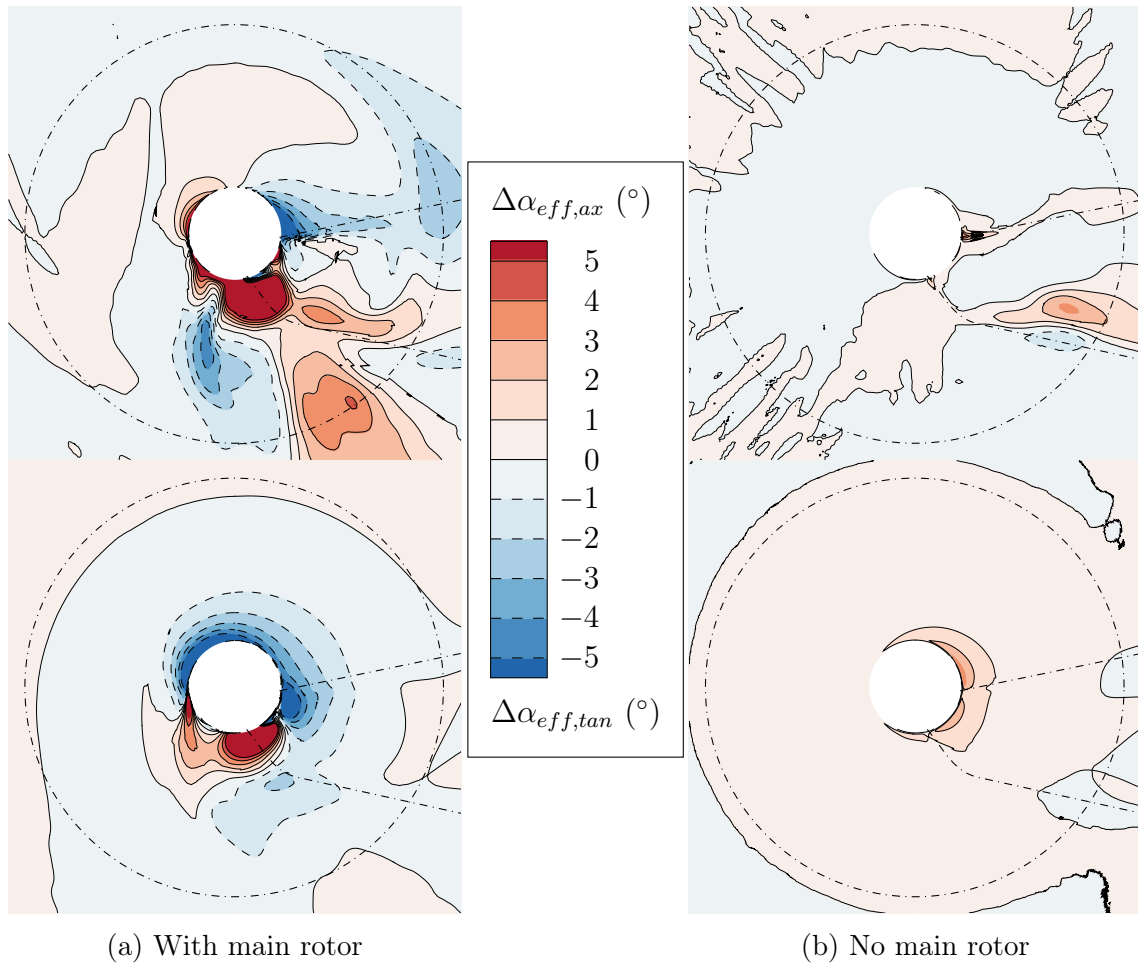 Δα_{eff,ax} (°)
5
4
3
2
1
0
−1
−2
−3
−4
−5
Δα_{eff,tan} (°)
(a) With main rotor
(b) No main rotor